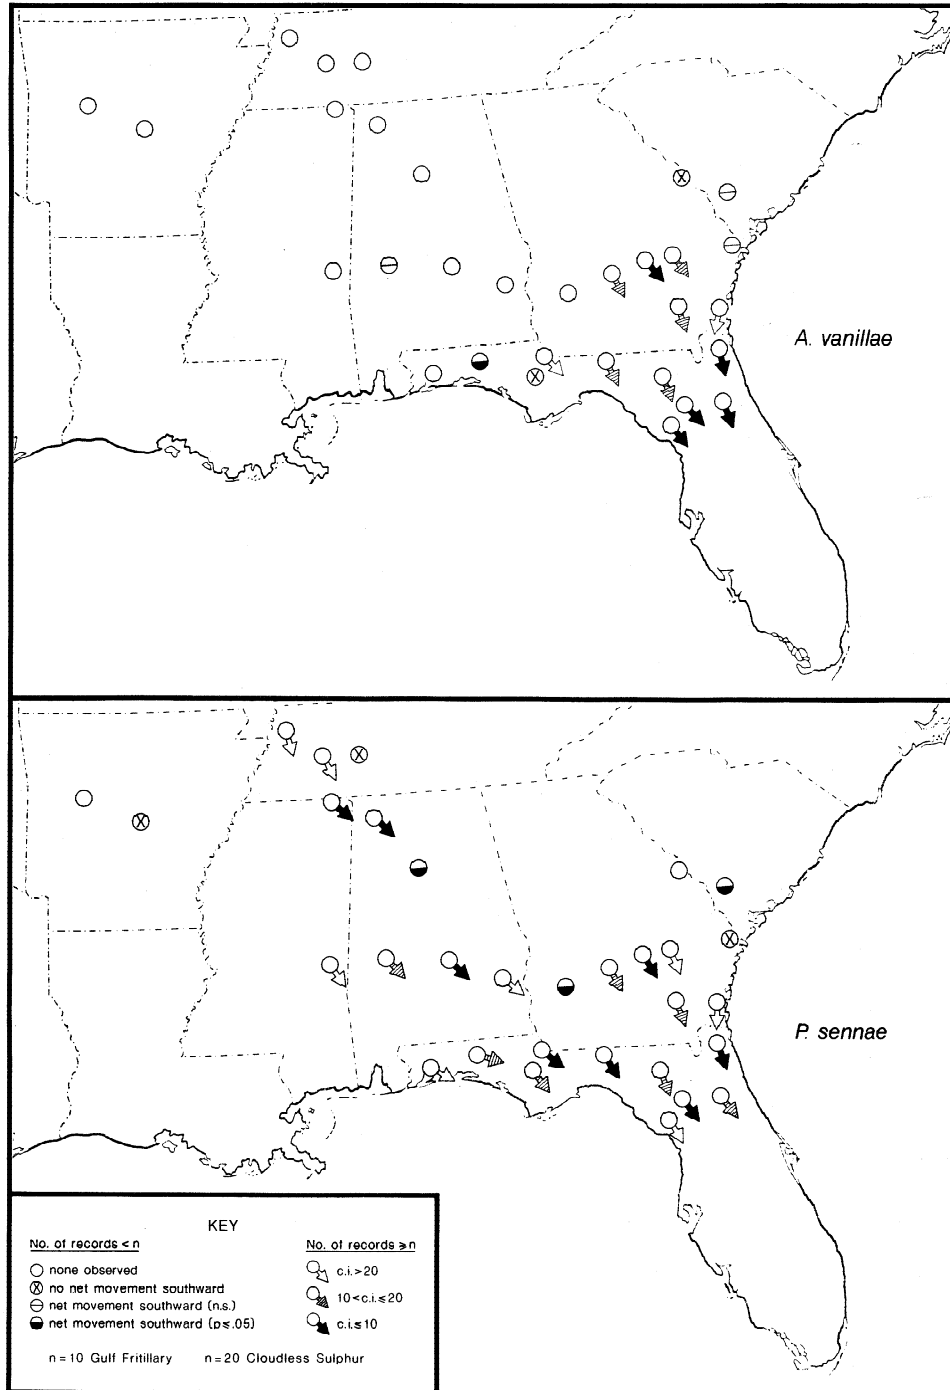 A. vanillae
P. sennae
KEY
No. of records < n
none observed
no net movement southward
net movement southward (n.s.)
net movement southward (p≤.05)
No. of records ≥ n
c.i.>20
10<c.i.≤20
c.i.≤10
n=10 Gulf Fritillary n=20 Cloudless Sulphur